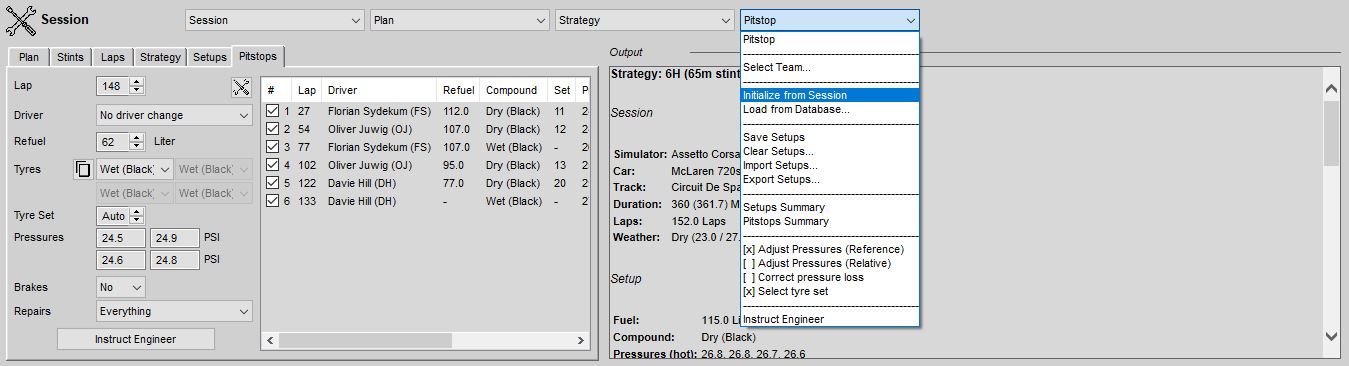 Session
Session
Plan
Strategy
Pitstop
Plan
Stints
Laps
Strategy
Setups
Pitstops
Lap
148
Driver
No driver change
Refuel
62
Liter
Tyres
Wet (Black)
Wet (Black)
Wet (Black)
Wet (Black)
Tyre Set
Auto
Pressures
24.5
24.9
PSI
24.6
24.8
PSI
Brakes
No
Repairs
Everything
Instruct Engineer
# Lap Driver Refuel Compound Set P
1 27 Florian Sydekum (FS) 112.0 Dry (Black) 11 2
2 54 Oliver Juwig (OJ) 107.0 Dry (Black) 12 2
3 77 Florian Sydekum (FS) 107.0 Wet (Black) - 2
4 102 Oliver Juwig (OJ) 95.0 Dry (Black) 13 2
5 122 Davie Hill (DH) 77.0 Dry (Black) 20 2
6 133 Davie Hill (DH) - Wet (Black) - 2
Output
Strategy: 6H (65m stint
Session
Simulator: Assetto Corsa
Car: McLaren 720s
Track: Circuit De Spa
Duration: 360 (361.7) M
Laps: 152.0 Laps
Weather: Dry (23.0 / 27.
Setup
Fuel: 115.0 Li
Compound: Dry (Black)
Pressures (hot): 26.8, 26.8, 26.7, 26.6
Pitstop
Select Team...
Initialize from Session
Load from Database...
Save Setups
Clear Setups...
Import Setups...
Export Setups...
Setups Summary
Pitstops Summary
[x] Adjust Pressures (Reference)
[ ] Adjust Pressures (Relative)
[ ] Correct pressure loss
[x] Select tyre set
Instruct Engineer